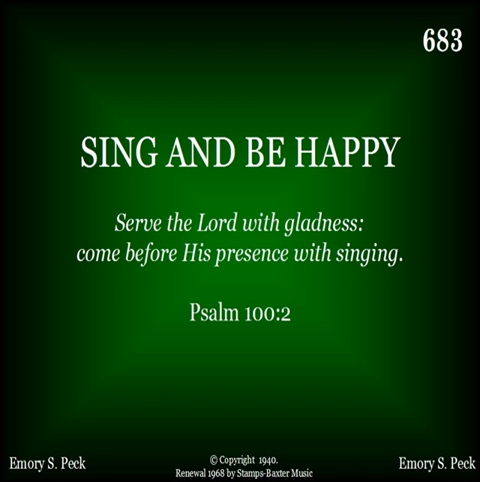 683
SING AND BE HAPPY
Serve the Lord with gladness:
come before His presence with singing.
Psalm 100:2
Emory S. Peck
© Copyright 1940.
Renewal 1968 by Stamps-Baxter Music
Emory S. Peck